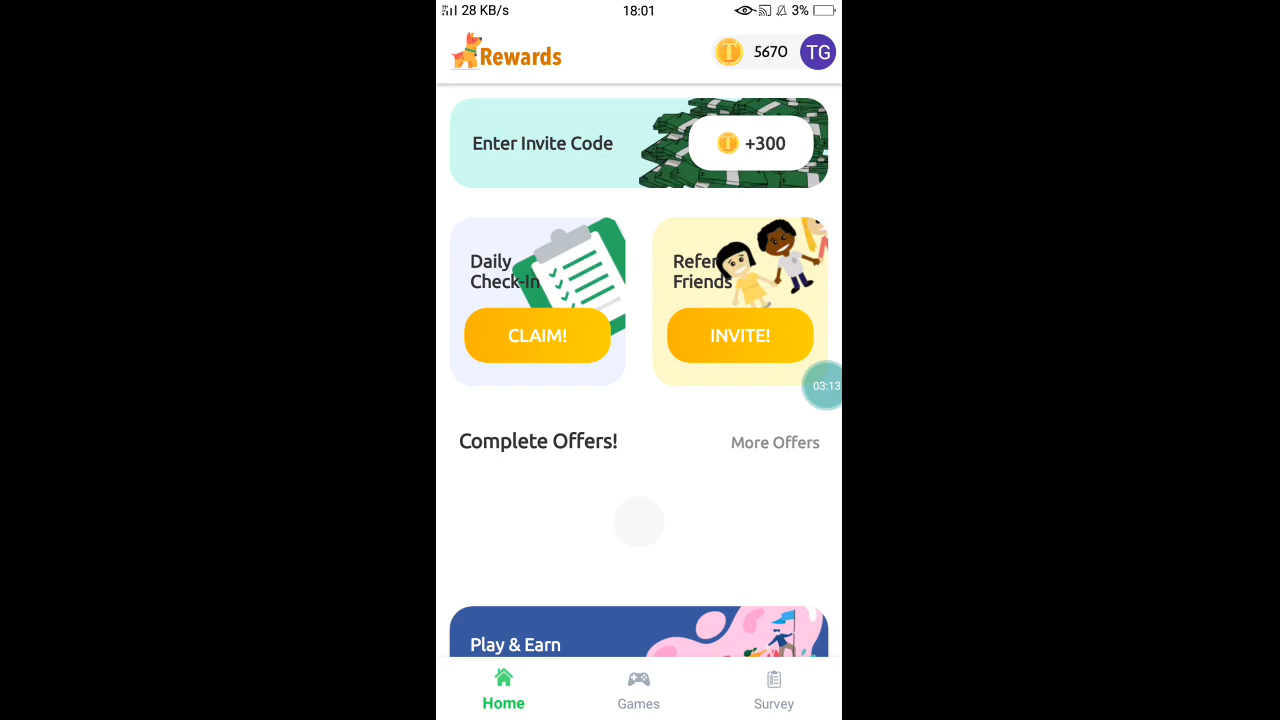 28 KB/s 18:01 3%
Rewards 5670 TG
Enter Invite Code +300
Daily
Check-In
CLAIM!
Refer
Friends
INVITE!
03:13
Complete Offers! More Offers
Play & Earn
Home Games Survey